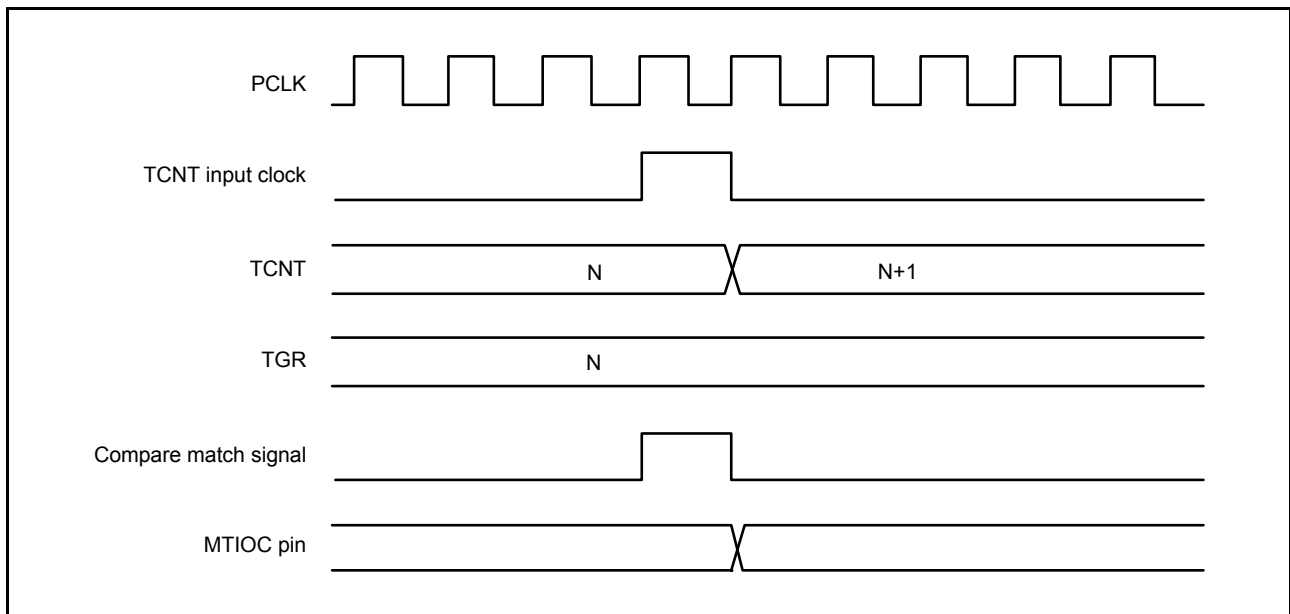 PCLK
TCNT input clock
TCNT
N
N+1
TGR
N
Compare match signal
MTIOC pin